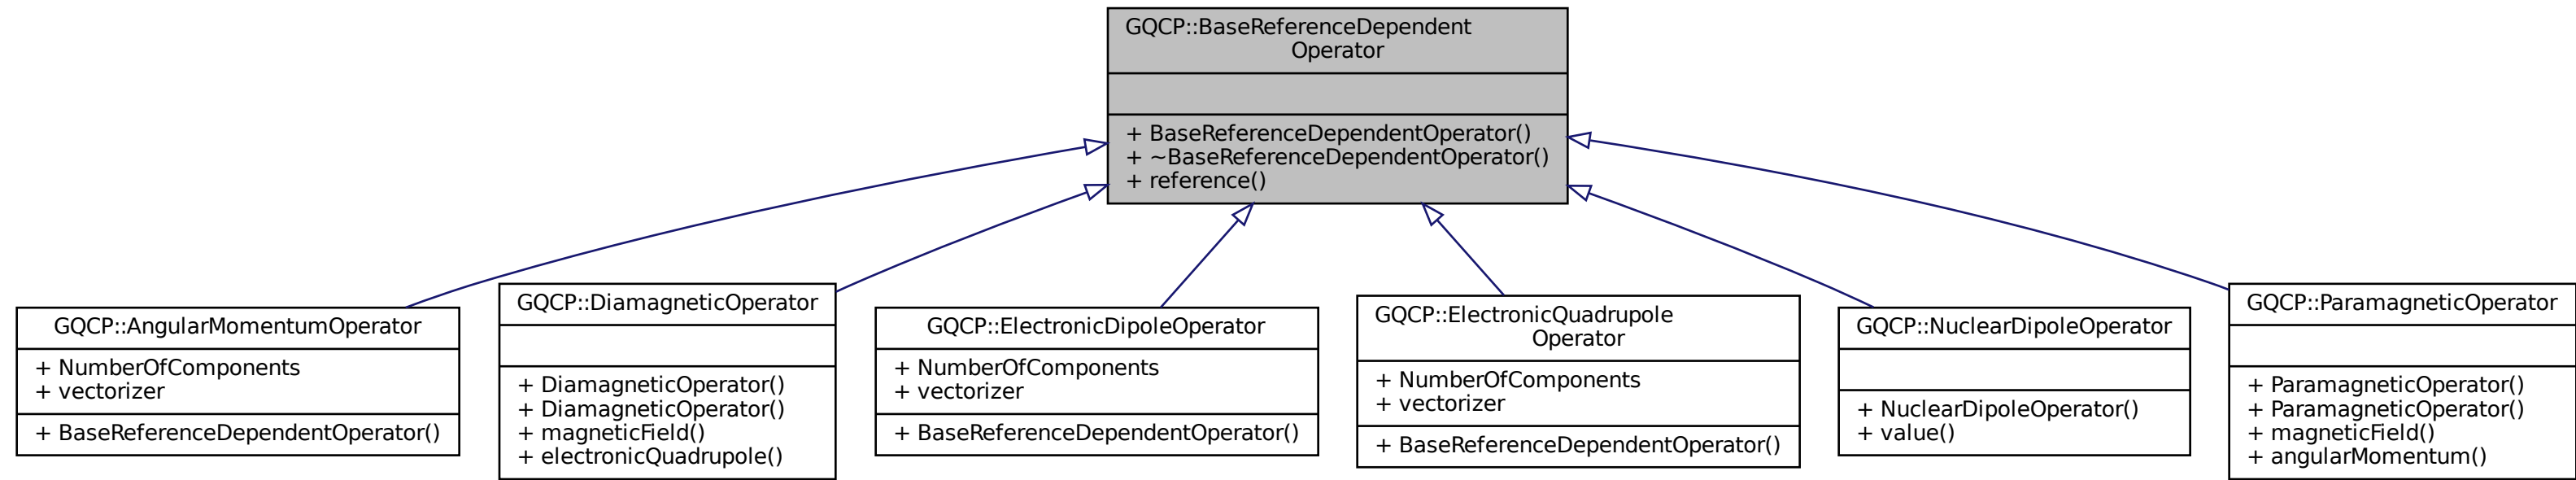 GQCP::BaseReferenceDependent
Operator
+ BaseReferenceDependentOperator()
+ ~BaseReferenceDependentOperator()
+ reference()
GQCP::AngularMomentumOperator
+ NumberOfComponents
+ vectorizer
+ BaseReferenceDependentOperator()
GQCP::DiamagneticOperator
+ DiamagneticOperator()
+ DiamagneticOperator()
+ magneticField()
+ electronicQuadrupole()
GQCP::ElectronicDipoleOperator
+ NumberOfComponents
+ vectorizer
+ BaseReferenceDependentOperator()
GQCP::ElectronicQuadrupole
Operator
+ NumberOfComponents
+ vectorizer
+ BaseReferenceDependentOperator()
GQCP::NuclearDipoleOperator
+ NuclearDipoleOperator()
+ value()
GQCP::ParamagneticOperator
+ ParamagneticOperator()
+ ParamagneticOperator()
+ magneticField()
+ angularMomentum()